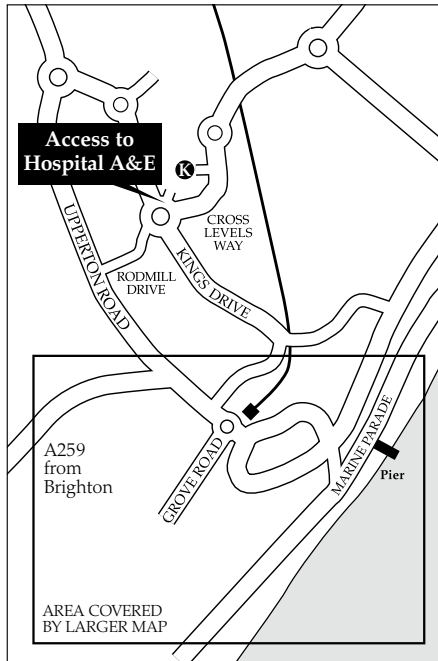 Access to
Hospital A&E
K
CROSS
LEVELS
WAY
UPPERTON ROAD
RODMILL
DRIVE
KINGS DRIVE
A259
from
Brighton
GROVE ROAD
MARINE PARADE
Pier
AREA COVERED
BY LARGER MAP